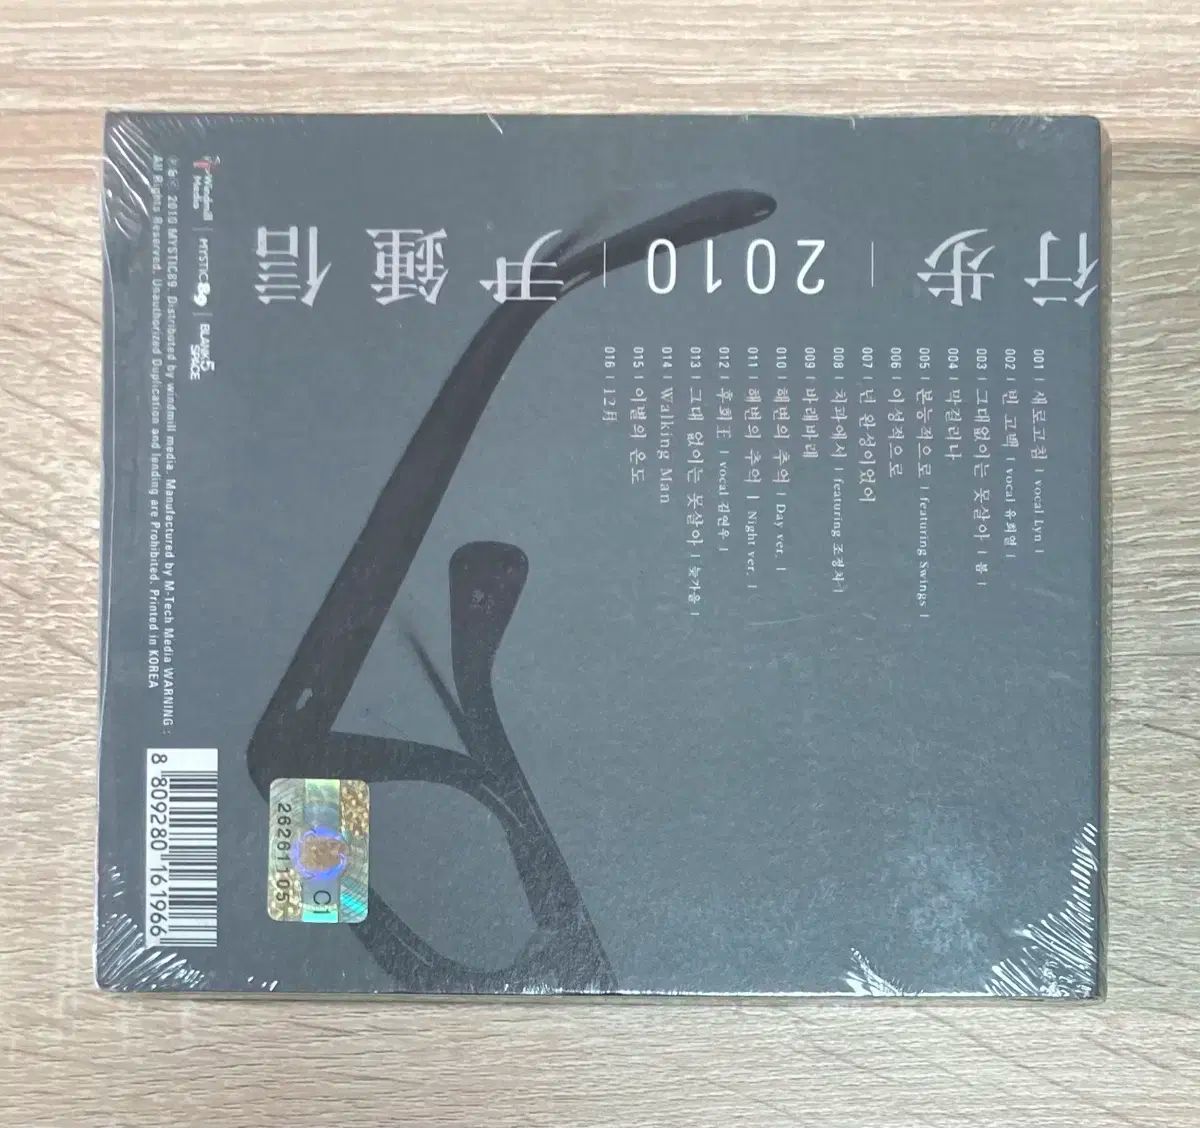 行步 | 2010 | 尹鍾信
001 | 새로고침 | vocal Lyn |
002 | 빈 고백 | vocal 유희열 |
003 | 그대없이는 못살아 | 봄 |
004 | 막걸리나
005 | 본능적으로 | featuring Swings |
006 | 이성적으로
007 | 넌 완성이었어
008 | 치과에서 | featuring 조정치 |
009 | 바래바래
010 | 해변의 추억 | Day ver. |
011 | 해변의 추억 | Night ver. |
012 | 후회王 | vocal 김연우 |
013 | 그대 없이는 못살아 | 늦가을 |
014 | Walking Man
015 | 이별의 온도
016 | 12月
Windmill Media | MYSTIC89 | BLANK 5 SPACE
2010 MYSTIC89. Distributed by windmill media. Manufactured by M-Tech Media WARNING :
All Rights Reserved. Unauthorized Duplication and lending are Prohibited. Printed in KOREA
8 809280 161966
26261105
C1